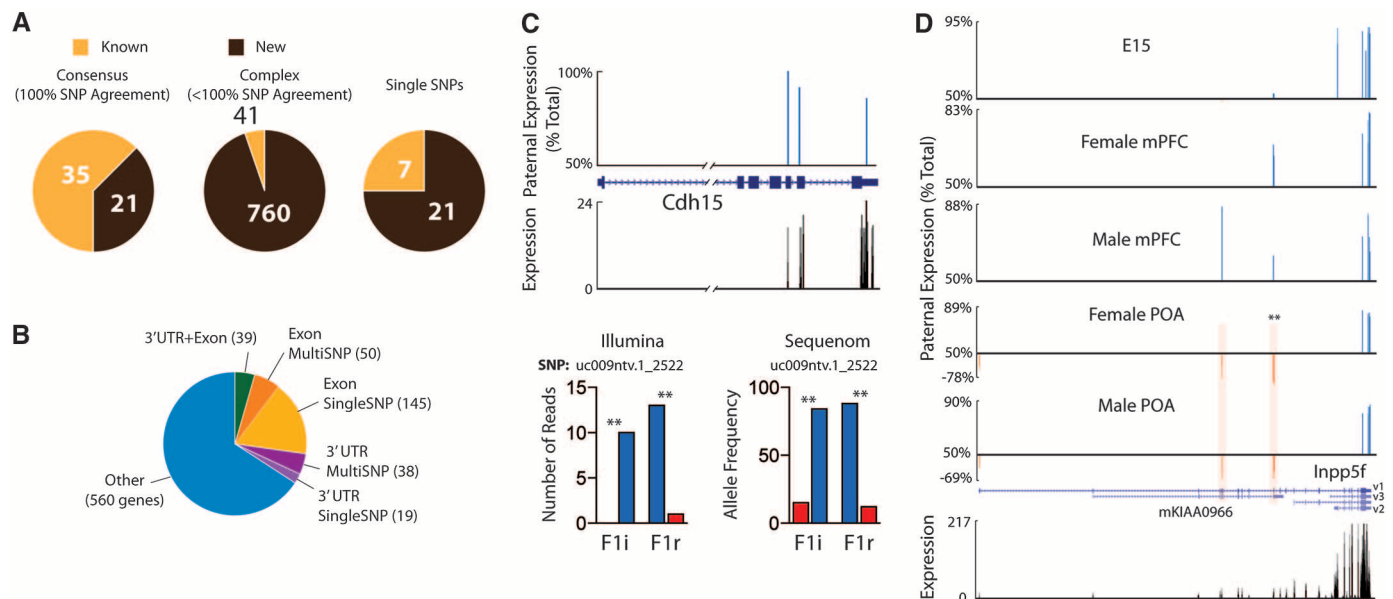 A
Known
New
Consensus
(100% SNP Agreement)
Complex
(<100% SNP Agreement)
Single SNPs
35
21
41
760
7
21
B
3'UTR+Exon (39)
Exon
MultiSNP (50)
Exon
SingleSNP (145)
3' UTR
MultiSNP (38)
3' UTR
SingleSNP (19)
Other
(560 genes)
C
Paternal Expression
(% Total)
100%
50%
Cdh15
Expression
24
0
Illumina
SNP: uc009ntv.1_2522
Number of Reads
15
10
5
0
**
**
F1i
F1r
Sequenom
uc009ntv.1_2522
Allele Frequency
100
50
0
**
**
F1i
F1r
D
Paternal Expression (% Total)
95%
E15
50%
83%
Female mPFC
50%
88%
Male mPFC
50%
89%
Female POA
**
50%
-78%
90%
Male POA
50%
-69%
Inpp5f
v1
v3
v2
mKIAA0966
Expression
217
0